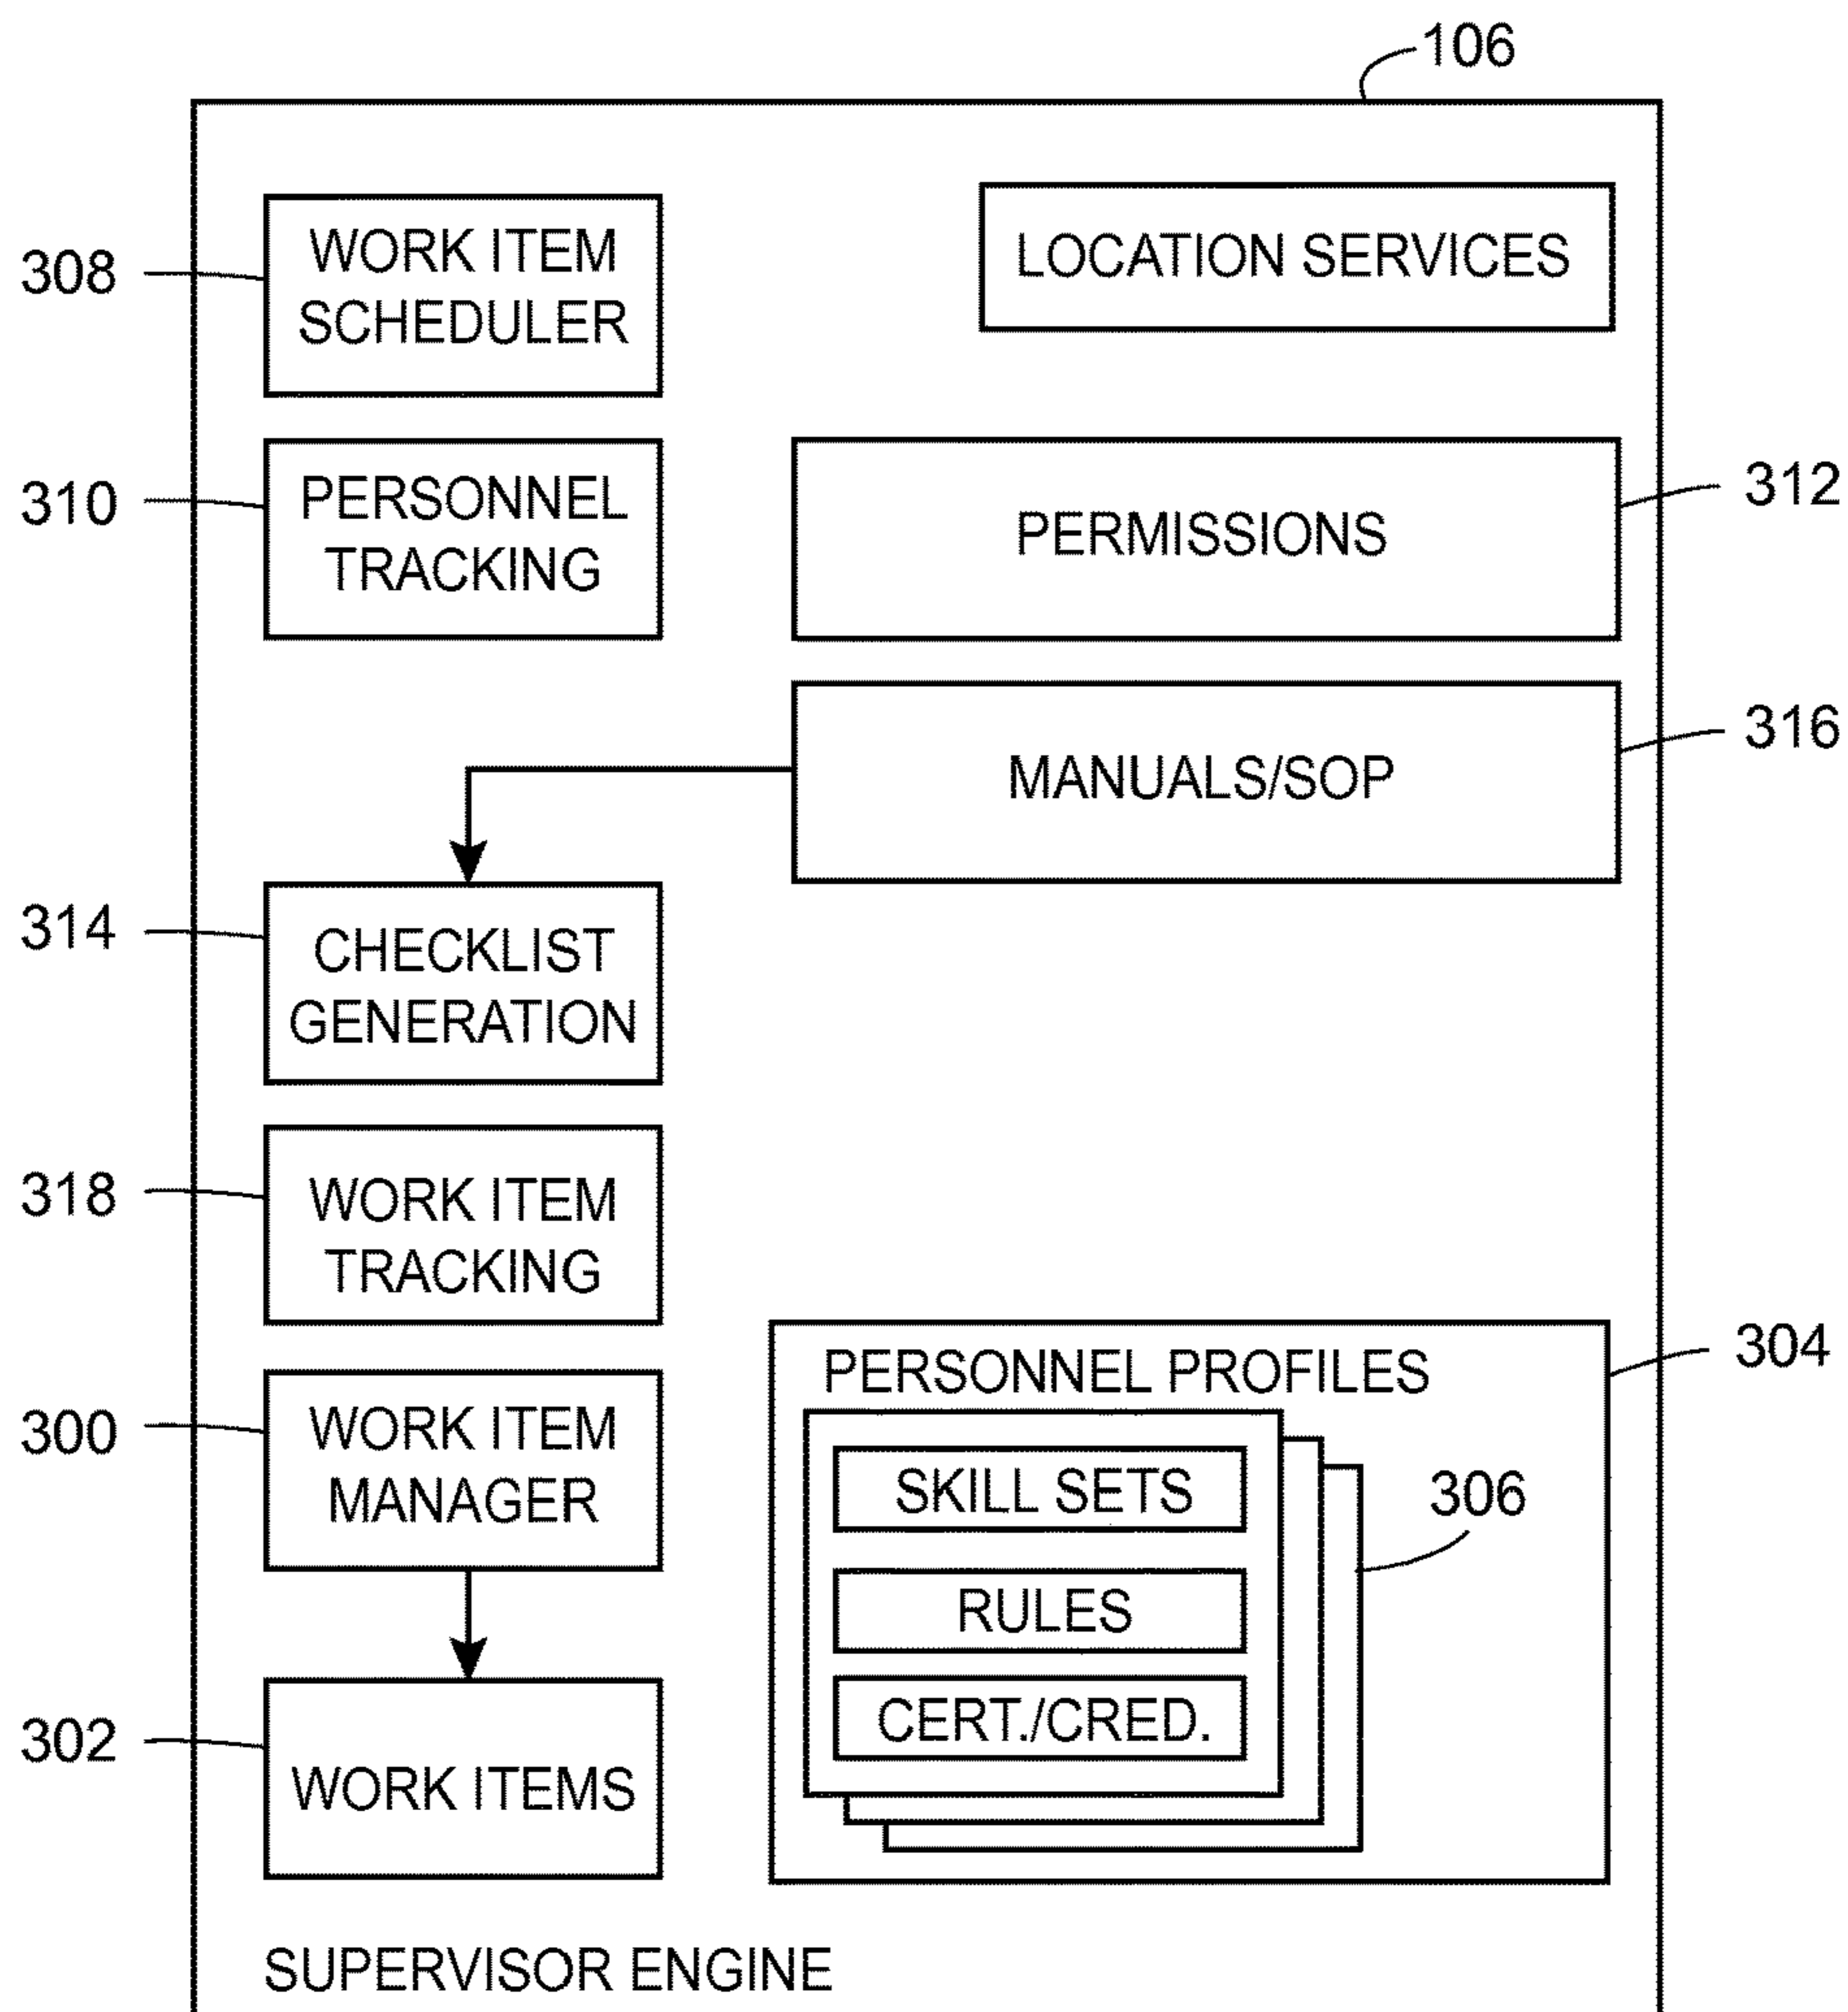 106
308
WORK ITEM
SCHEDULER
LOCATION SERVICES
310
PERSONNEL
TRACKING
PERMISSIONS
312
MANUALS/SOP
316
314
CHECKLIST
GENERATION
318
WORK ITEM
TRACKING
300
WORK ITEM
MANAGER
302
WORK ITEMS
PERSONNEL PROFILES
304
SKILL SETS
306
RULES
CERT./CRED.
SUPERVISOR ENGINE